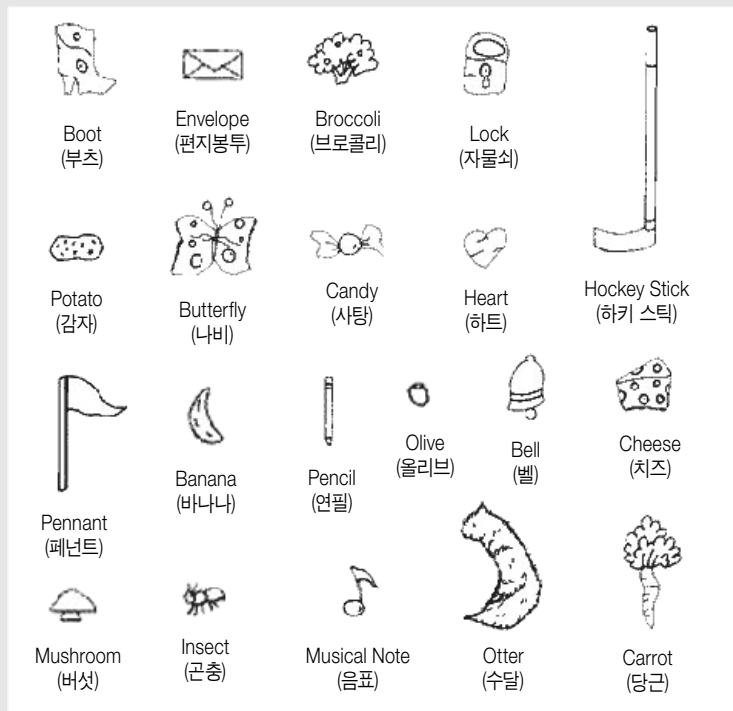 Boot
(부츠)
Envelope
(편지봉투)
Broccoli
(브로콜리)
Lock
(자물쇠)
Hockey Stick
(하키 스틱)
Potato
(감자)
Butterfly
(나비)
Candy
(사탕)
Heart
(하트)
Pennant
(페넌트)
Banana
(바나나)
Pencil
(연필)
Olive
(올리브)
Bell
(벨)
Cheese
(치즈)
Mushroom
(버섯)
Insect
(곤충)
Musical Note
(음표)
Otter
(수달)
Carrot
(당근)